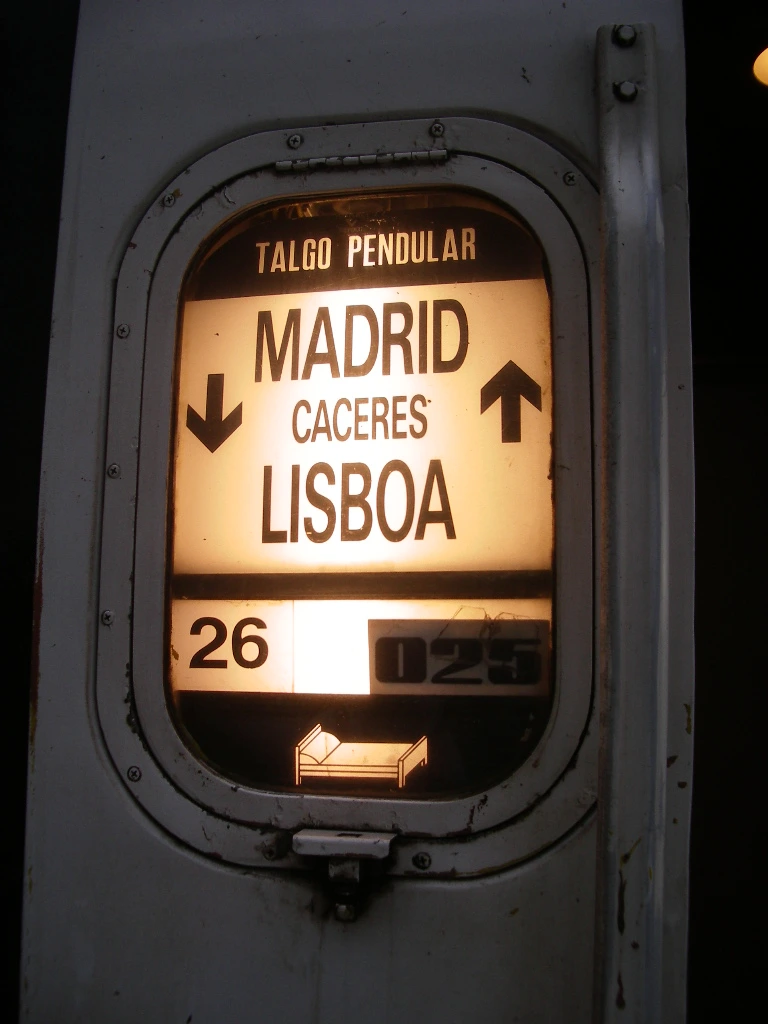 TALGO PENDULAR
MADRID
CACERES
LISBOA
26 025